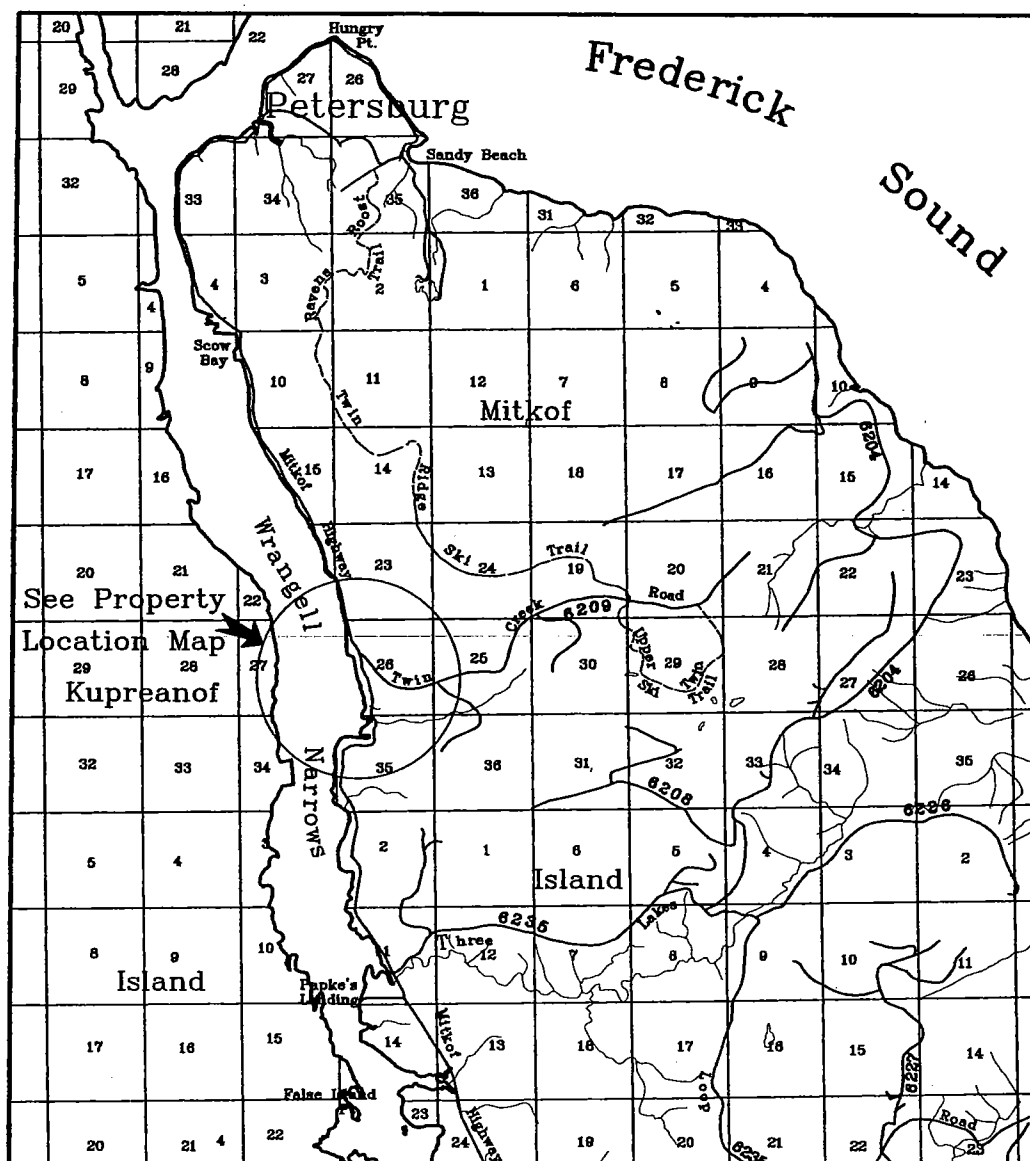 20 21 22 Hungry Pt.
29 28 27 26
Frederick
Sound
Petersburg
Sandy Beach
32 33 34 35 36 31 32 33
Roost
Trail
Ravens
5 4 3 2 1 6 5 4
4
Scow
Bay
8 9 10 11 12 7 8 9 10
Mitkof
Twin
6204
17 16 15 14 13 18 17 16 15 14
Mitkof
Ridge
Highway
Wrangell
20 21 23 24 19 20 21 22 23
Ski Trail
See Property
Location Map
22
Creek 6209 Road
29 28 27 26 25 30 29 28 27 26
Kupreanof
Twin
Upper
Ski
Twin
Trail
6204
32 33 34 35 36 31 32 33 34 35
Narrows
6208
6226
5 4 3 2 1 6 5 4 3 2
Island
6235
Lakes
Three
8 9 10 11 12 7 8 9 10 11
Island
Papke's
Landing
17 16 15 14 13 18 17 16 15 14
Mitkof
Loop
6227
False Island
23
Highway
Road
20 21 4 22 24 19 20 21 22 23